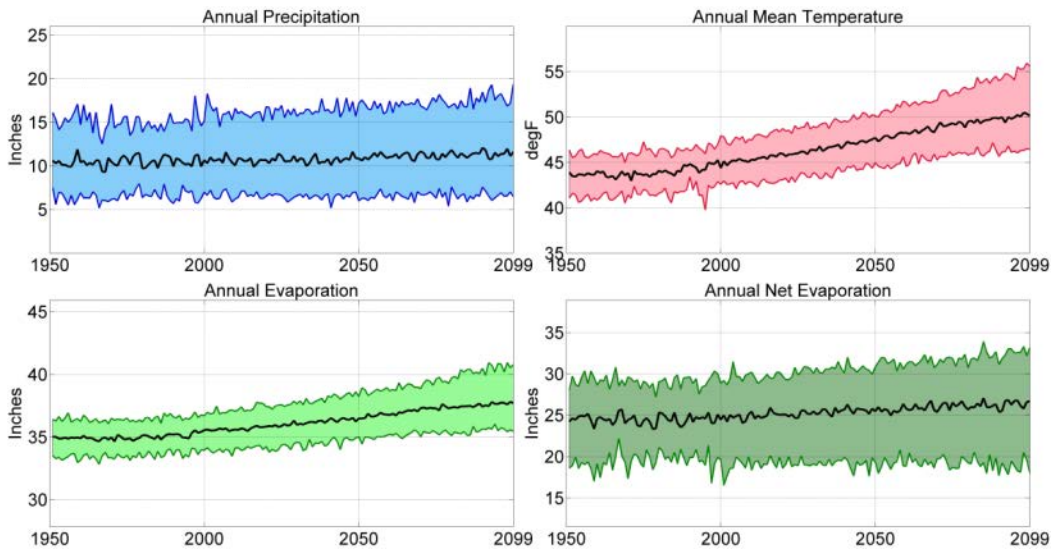 Annual Precipitation
Inches
25
20
15
10
5
1950 2000 2050 2099
Annual Mean Temperature
degF
55
50
45
40
35
1950 2000 2050 2099
Annual Evaporation
Inches
45
40
35
30
1950 2000 2050 2099
Annual Net Evaporation
Inches
35
30
25
20
15
1950 2000 2050 2099